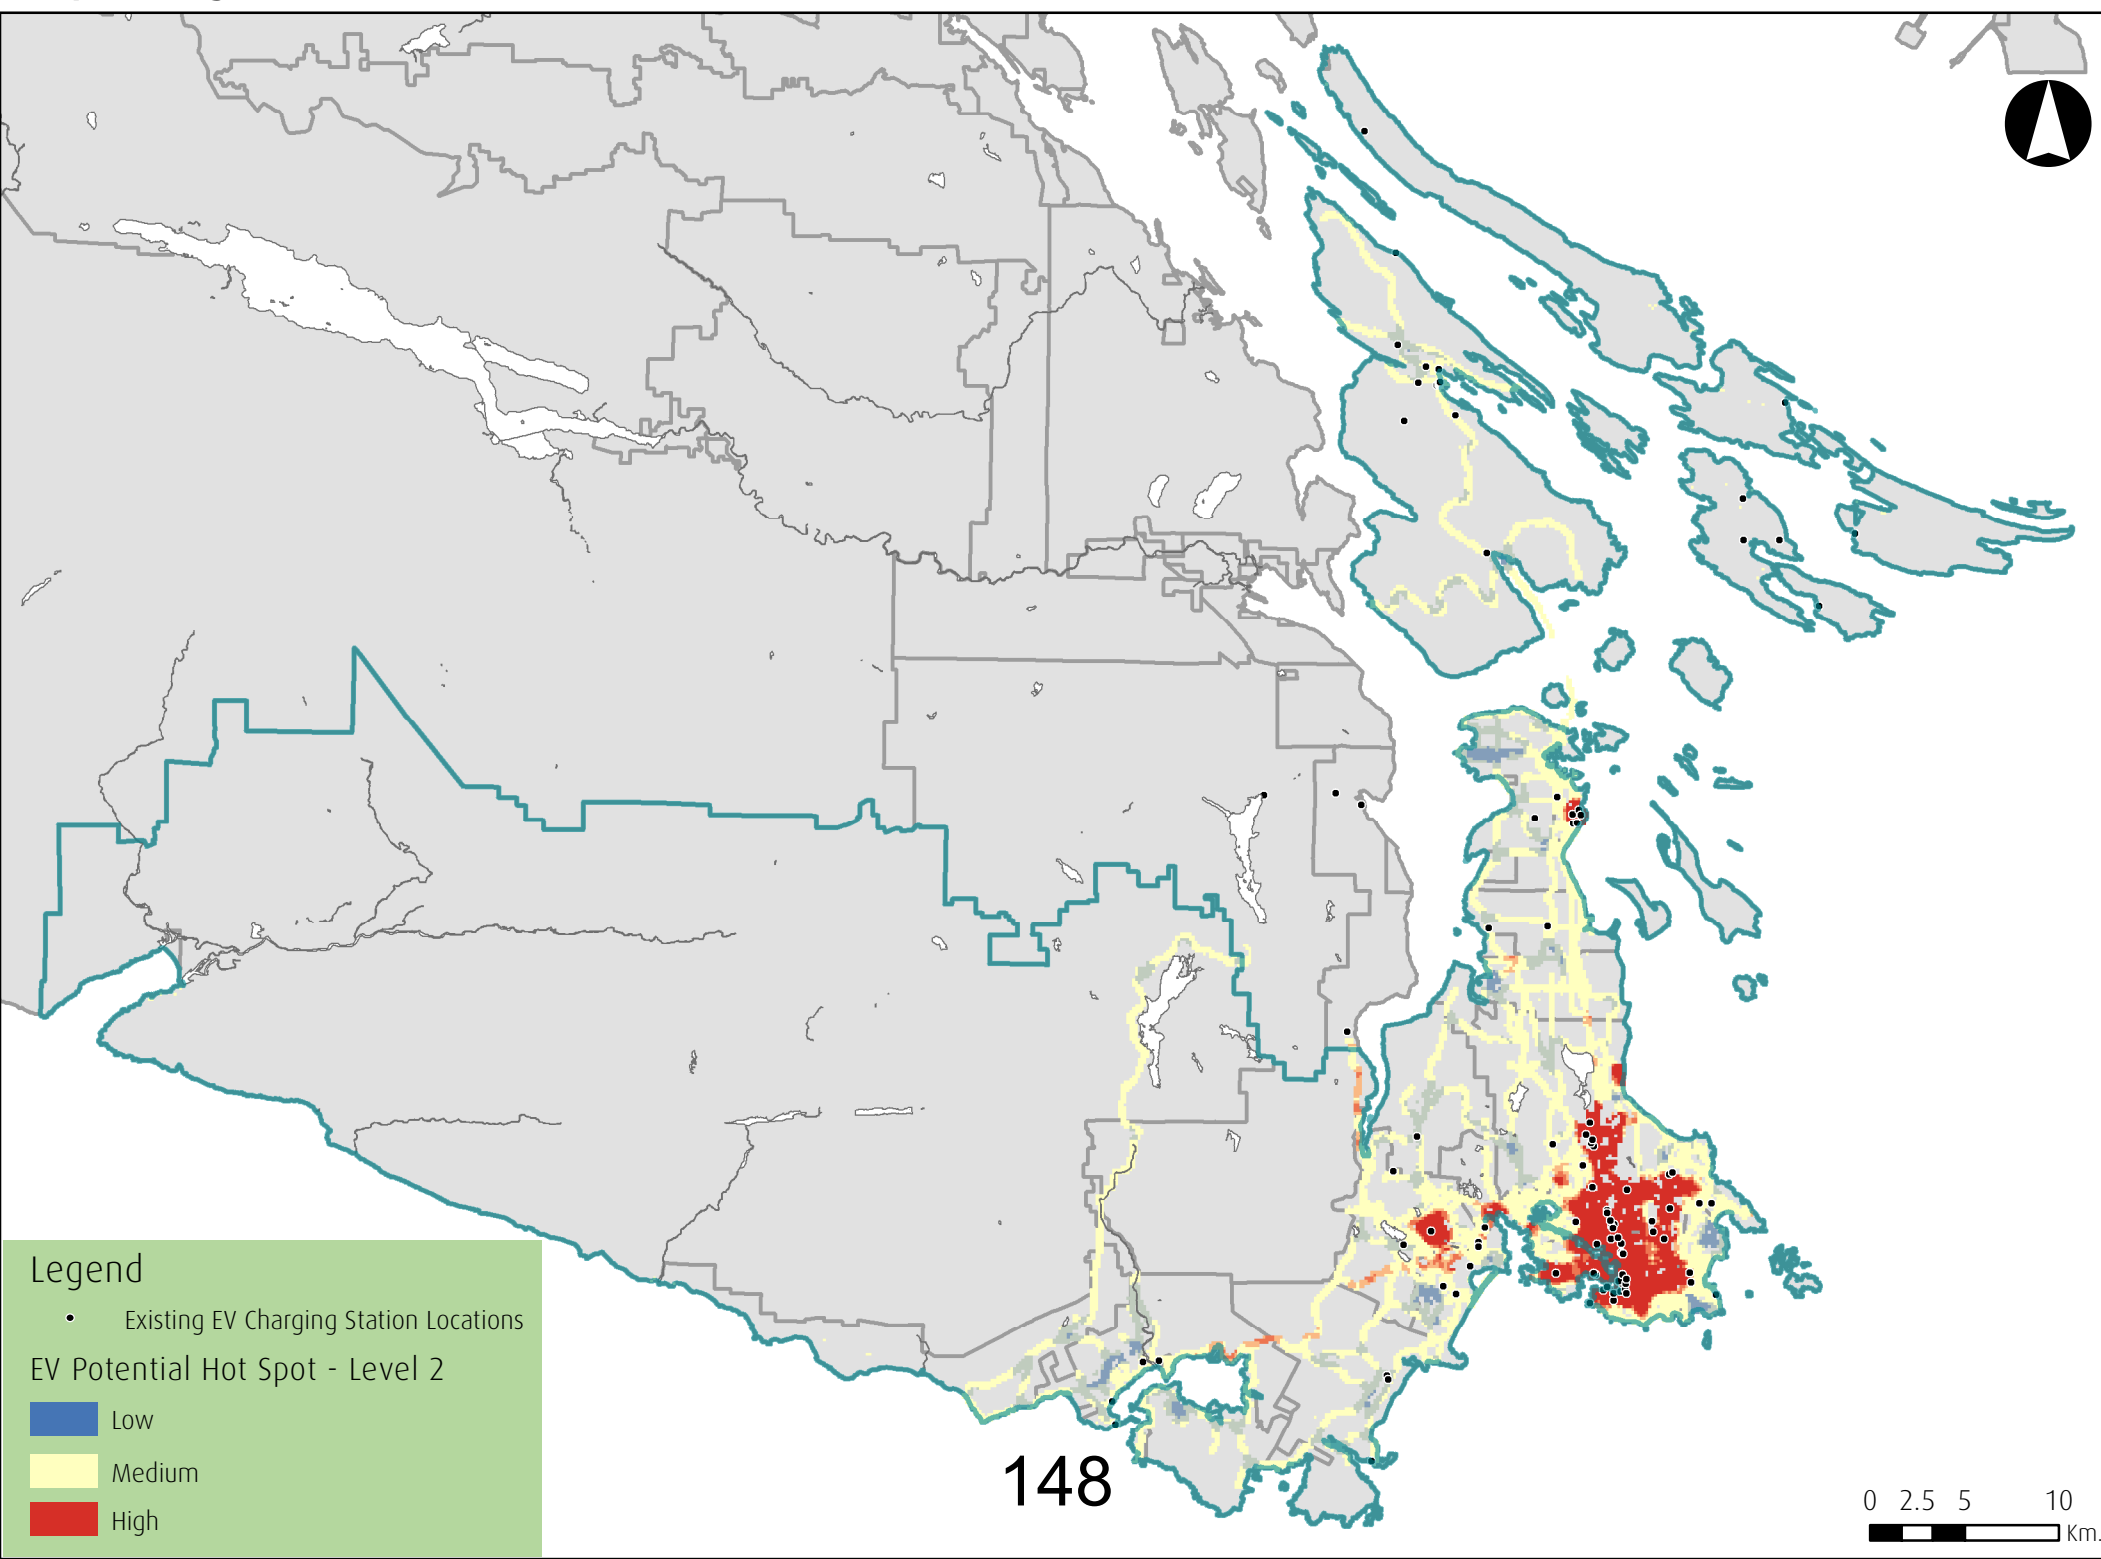 Legend
Existing EV Charging Station Locations
EV Potential Hot Spot - Level 2
Low
Medium
High
148
0 2.5 5 10
Km.